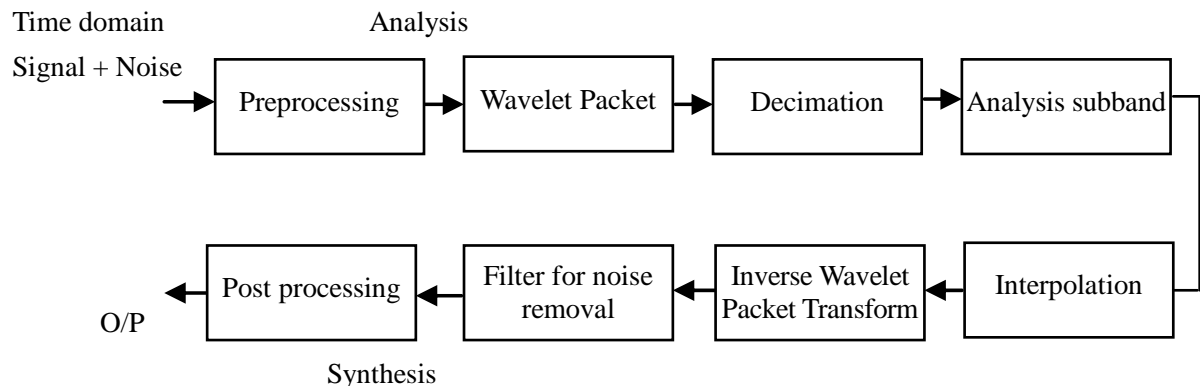 Time domain
Analysis
Signal + Noise
Preprocessing
Wavelet Packet
Decimation
Analysis subband
Post processing
Filter for noise
removal
Inverse Wavelet
Packet Transform
Interpolation
O/P
Synthesis